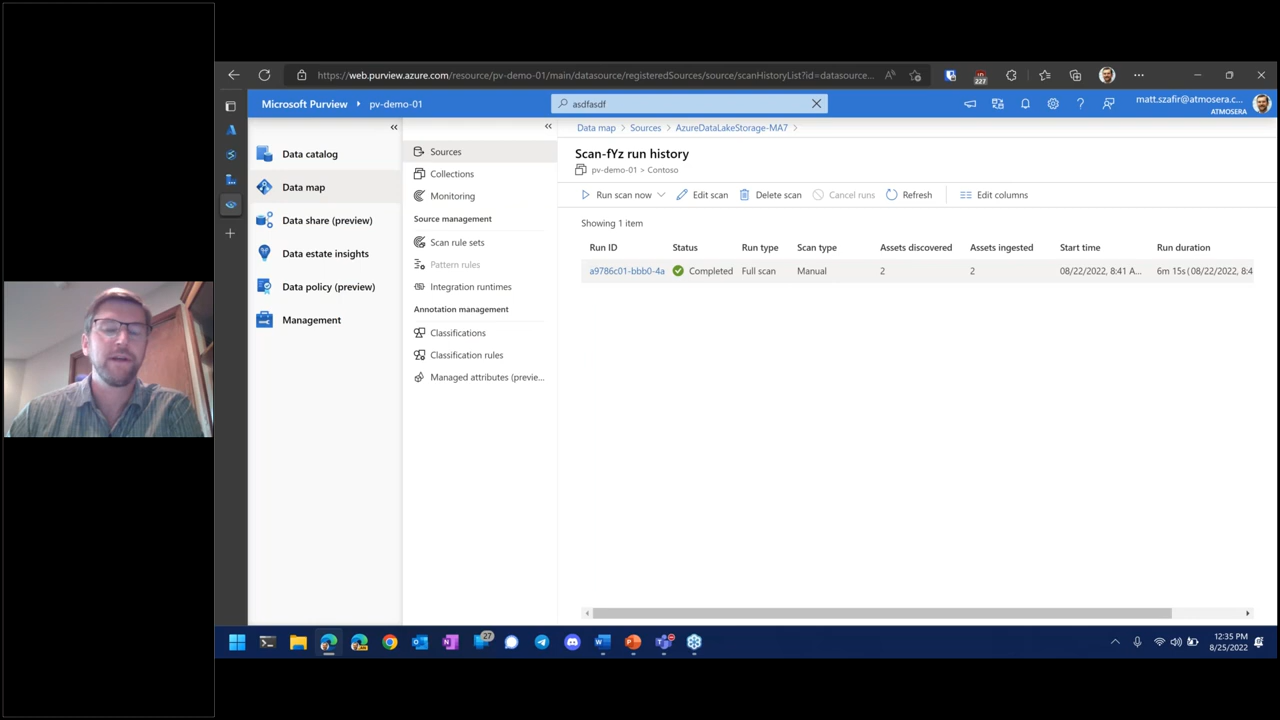 https://web.purview.azure.com/resource/pv-demo-01/main/datasource/registeredSources/source/scanHistoryList?id=datasource...
227
Microsoft Purview
pv-demo-01
asdfasdf
matt.szafir@atmosera.c...
ATMOSERA
Data catalog
Data map
Data share (preview)
Data estate insights
Data policy (preview)
Management
Sources
Collections
Monitoring
Source management
Scan rule sets
Pattern rules
Integration runtimes
Annotation management
Classifications
Classification rules
Managed attributes (previe...
Data map > Sources > AzureDataLakeStorage-MA7 >
Scan-fYz run history
pv-demo-01 > Contoso
Run scan now Edit scan Delete scan Cancel runs Refresh Edit columns
Showing 1 item
Run ID Status Run type Scan type Assets discovered Assets ingested Start time Run duration
a9786c01-bbb0-4a Completed Full scan Manual 2 2 08/22/2022, 8:41 A... 6m 15s (08/22/2022, 8:4
27
12:35 PM
8/25/2022